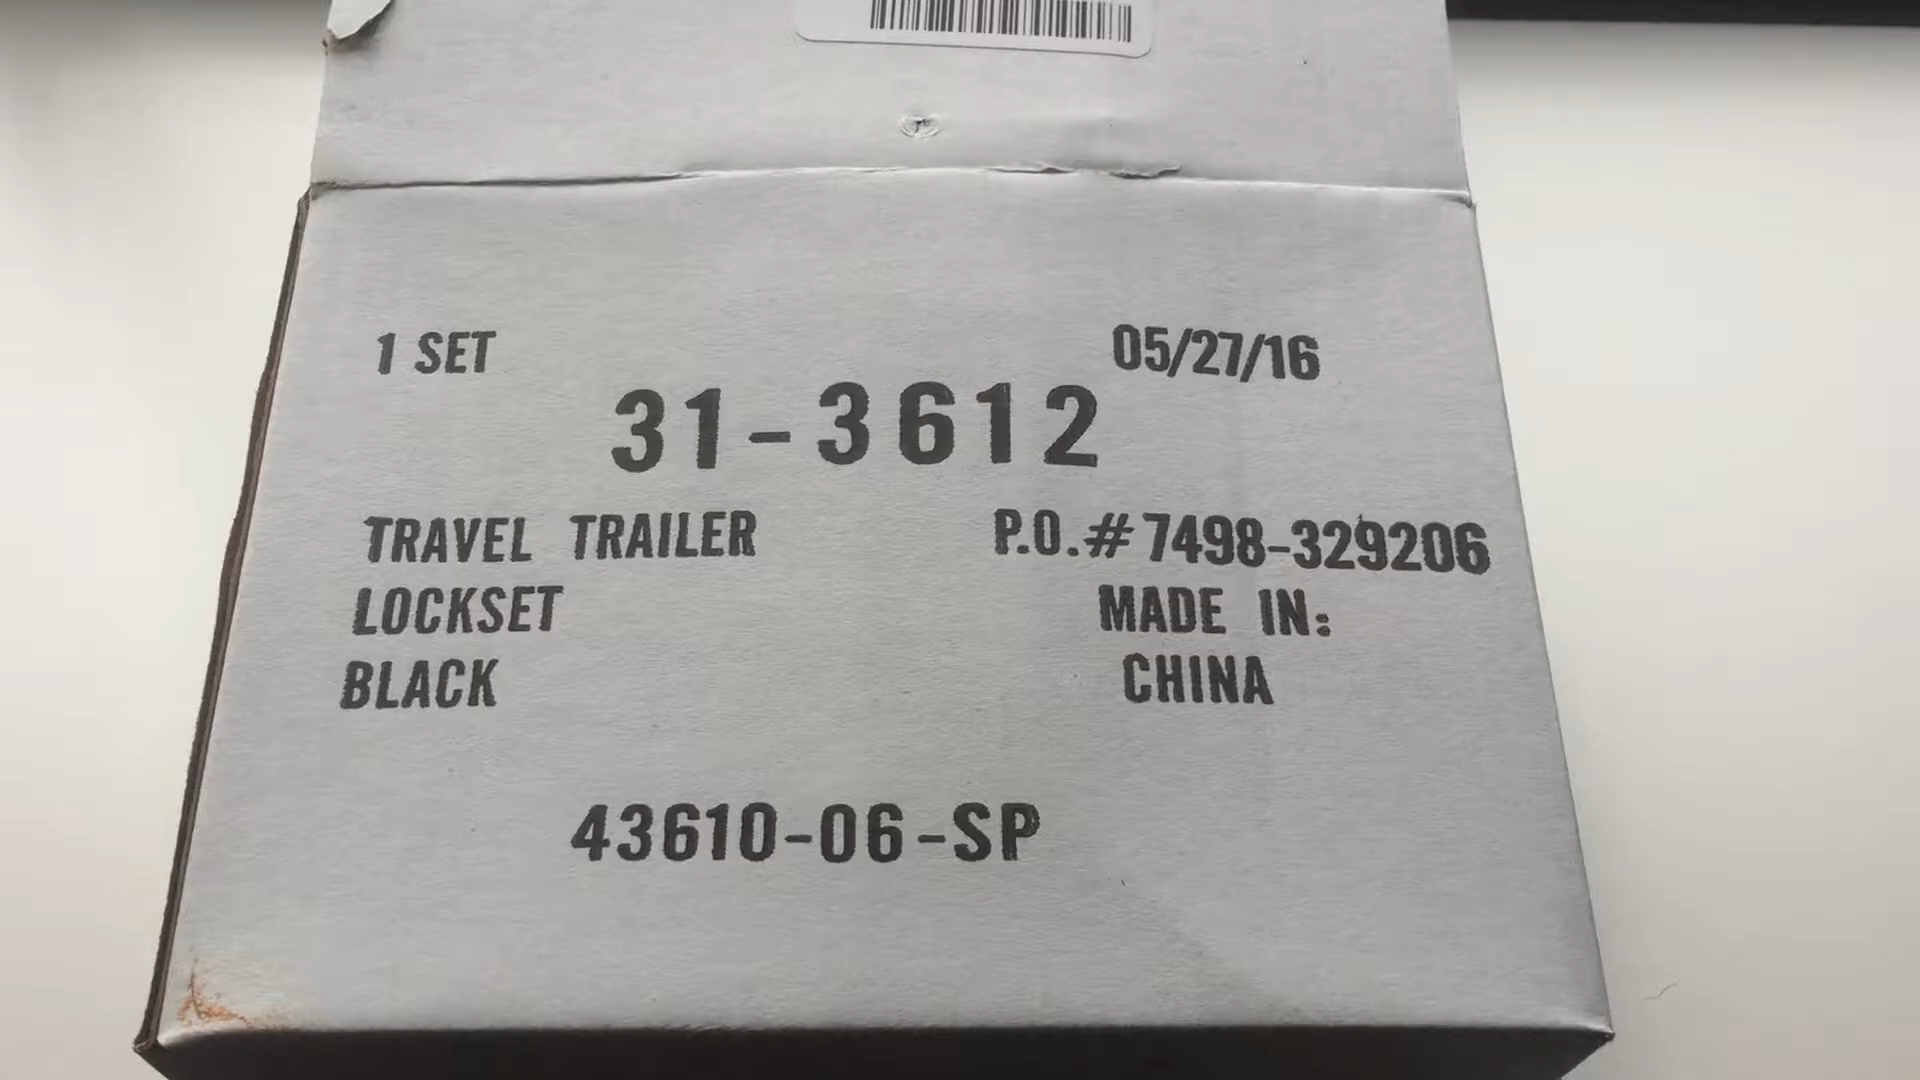 1 SET 05/27/16
31-3612
TRAVEL TRAILER P.O.#7498-329206
LOCKSET MADE IN:
BLACK CHINA
43610-06-SP